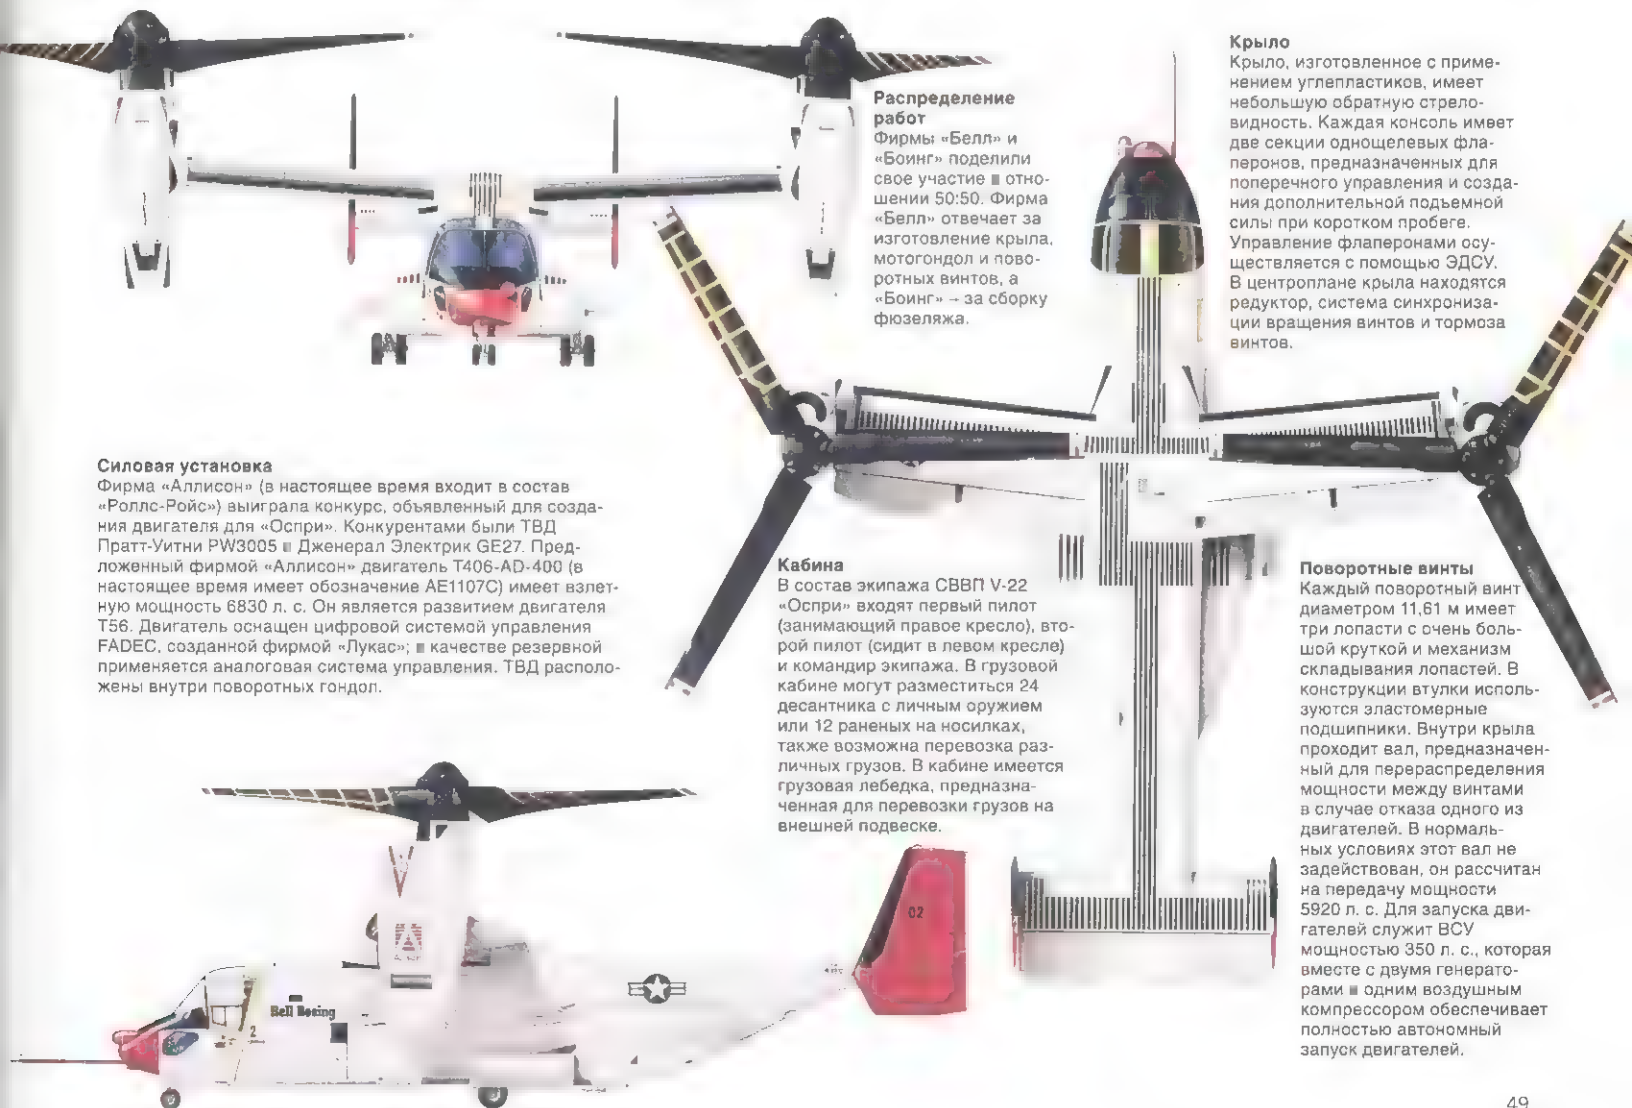 Распределение
работ
Фирмы «Белл» и
«Боинг» поделили
свое участие отно-
шении 50:50. Фирма
«Белл» отвечает за
изготовление крыла,
мотогондол и пово-
ротных винтов, а
«Боинг» – за сборку
фюзеляжа.
Крыло
Крыло, изготовленное с приме-
нением углепластиков, имеет
небольшую обратную стрело-
видность. Каждая консоль имеет
две секции однощелевых фла-
перонов, предназначенных для
поперечного управления и созда-
ния дополнительной подъемной
силы при коротком пробеге.
Управление флаперонами осу-
ществляется с помощью ЭДСУ.
В центроплане крыла находятся
редуктор, система синхрониза-
ции вращения винтов и тормоза
винтов.
Силовая установка
Фирма «Аллисон» (в настоящее время входит в состав
«Роллс-Ройс») выиграла конкурс, объявленный для созда-
ния двигателя для «Оспри». Конкурентами были ТВД
Пратт-Уитни PW3005 Дженерал Электрик GE27. Пред-
ложенный фирмой «Аллисон» двигатель T406-AD-400 (в
настоящее время имеет обозначение AE1107C) имеет взлет-
ную мощность 6830 л. с. Он является развитием двигателя
T56. Двигатель оснащен цифровой системой управления
FADEC, созданной фирмой «Лукас»; качестве резервной
применяется аналоговая система управления. ТВД располо-
жены внутри поворотных гондол.
Кабина
В состав экипажа СВВП V-22
«Оспри» входят первый пилот
(занимающий правое кресло), вто-
рой пилот (сидит в левом кресле)
и командир экипажа. В грузовой
кабине могут разместиться 24
десантника с личным оружием
или 12 раненых на носилках,
также возможна перевозка раз-
личных грузов. В кабине имеется
грузовая лебедка, предназна-
ченная для перевозки грузов на
внешней подвеске.
Поворотные винты
Каждый поворотный винт
диаметром 11,61 м имеет
три лопасти с очень боль-
шой круткой и механизм
складывания лопастей. В
конструкции втулки исполь-
зуются эластомерные
подшипники. Внутри крыла
проходит вал, предназначен-
ный для перераспределения
мощности между винтами
в случае отказа одного из
двигателей. В нормаль-
ных условиях этот вал не
задействован, он рассчитан
на передачу мощности
5920 л. с. Для запуска дви-
гателей служит ВСУ
мощностью 350 л. с., которая
вместе с двумя генерато-
рами одним воздушным
компрессором обеспечивает
полностью автономный
запуск двигателей.
02
Bell Boeing
2
49